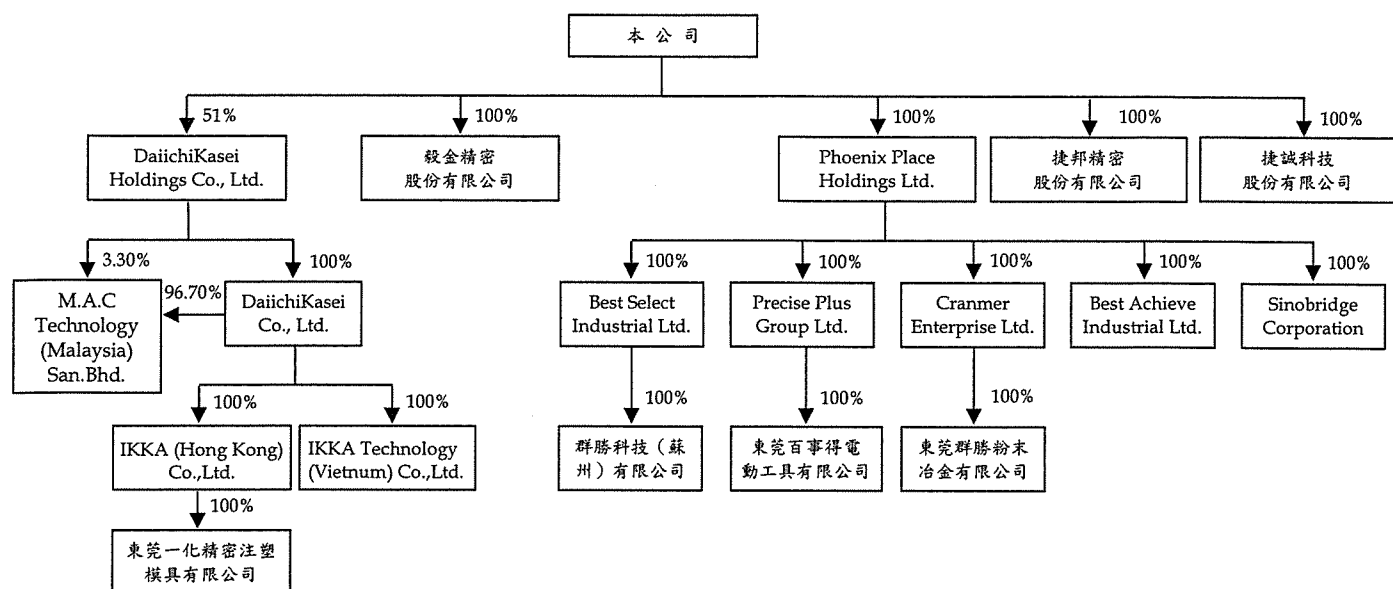 本公司
51%
100%
100%
100%
100%
DaiichiKasei
Holdings Co., Ltd.
毅金精密
股份有限公司
Phoenix Place
Holdings Ltd.
捷邦精密
股份有限公司
捷誠科技
股份有限公司
3.30%
100%
100%
100%
100%
100%
100%
M.A.C
Technology
(Malaysia)
San.Bhd.
96.70%
DaiichiKasei
Co., Ltd.
Best Select
Industrial Ltd.
Precise Plus
Group Ltd.
Cranmer
Enterprise Ltd.
Best Achieve
Industrial Ltd.
Sinobridge
Corporation
100%
100%
100%
100%
100%
IKKA (Hong Kong)
Co.,Ltd.
IKKA Technology
(Vietnum) Co.,Ltd.
群勝科技（蘇
州）有限公司
東莞百事得電
動工具有限公司
東莞群勝粉末
冶金有限公司
100%
東莞一化精密注塑
模具有限公司